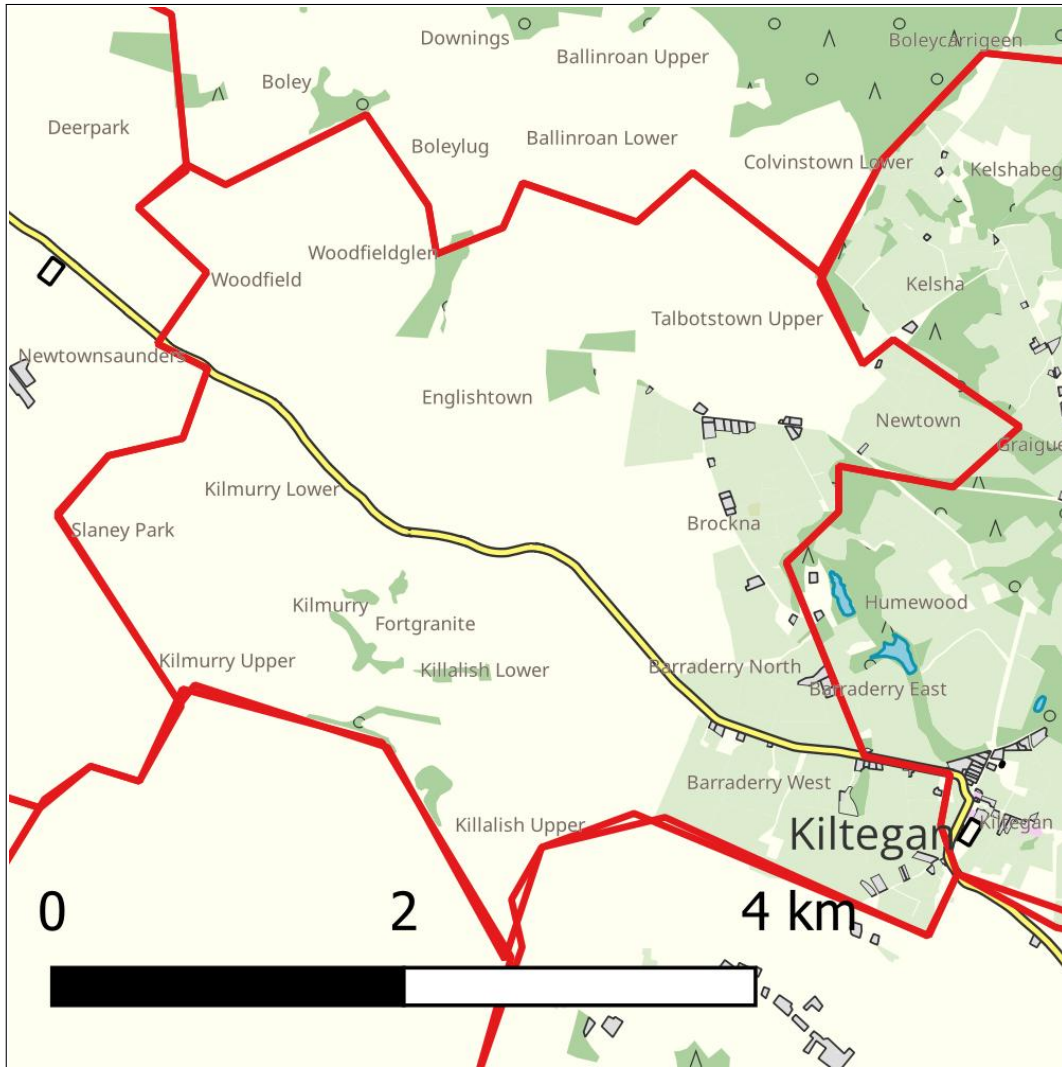 Downings
Boleycarrigeen
Ballinroan Upper
Boley
Deerpark
Ballinroan Lower
Boleylug
Colvinstown Lower
Kelshabeg
Woodfieldglen
Woodfield
Kelsha
Talbotstown Upper
Newtownsaunders
Englishtown
Newtown
Graigue
Kilmurry Lower
Slaney Park
Brockna
Kilmurry
Humewood
Fortgranite
Kilmurry Upper
Killalish Lower
Barraderry North
Barraderry East
Barraderry West
Killalish Upper
Kiltegan
Kiltegan
0 2 4 km